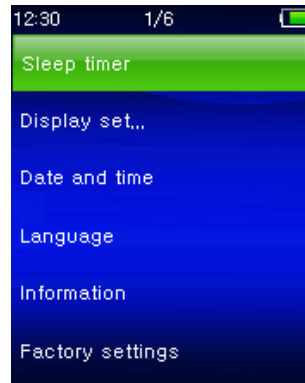 12:30 1/6
Sleep timer
Display set...
Date and time
Language
Information
Factory settings